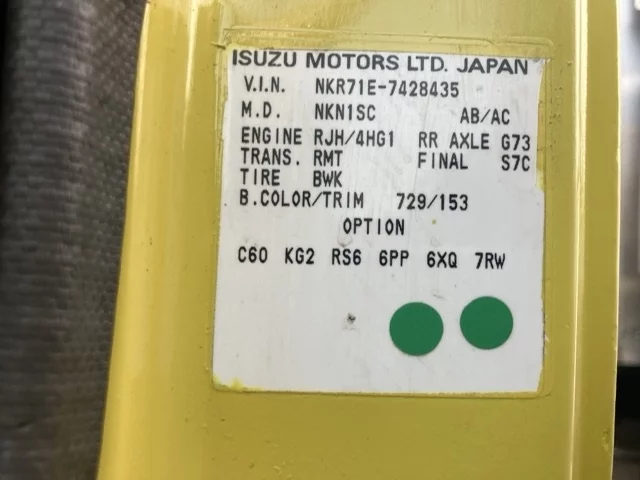 ISUZU MOTORS LTD. JAPAN
V.I.N. NKR71E-7428435
M.D. NKN1SC AB/AC
ENGINE RJH/4HG1 RR AXLE G73
TRANS. RMT FINAL S7C
TIRE BWK
B.COLOR/TRIM 729/153
OPTION
C60 KG2 RS6 6PP 6XQ 7RW